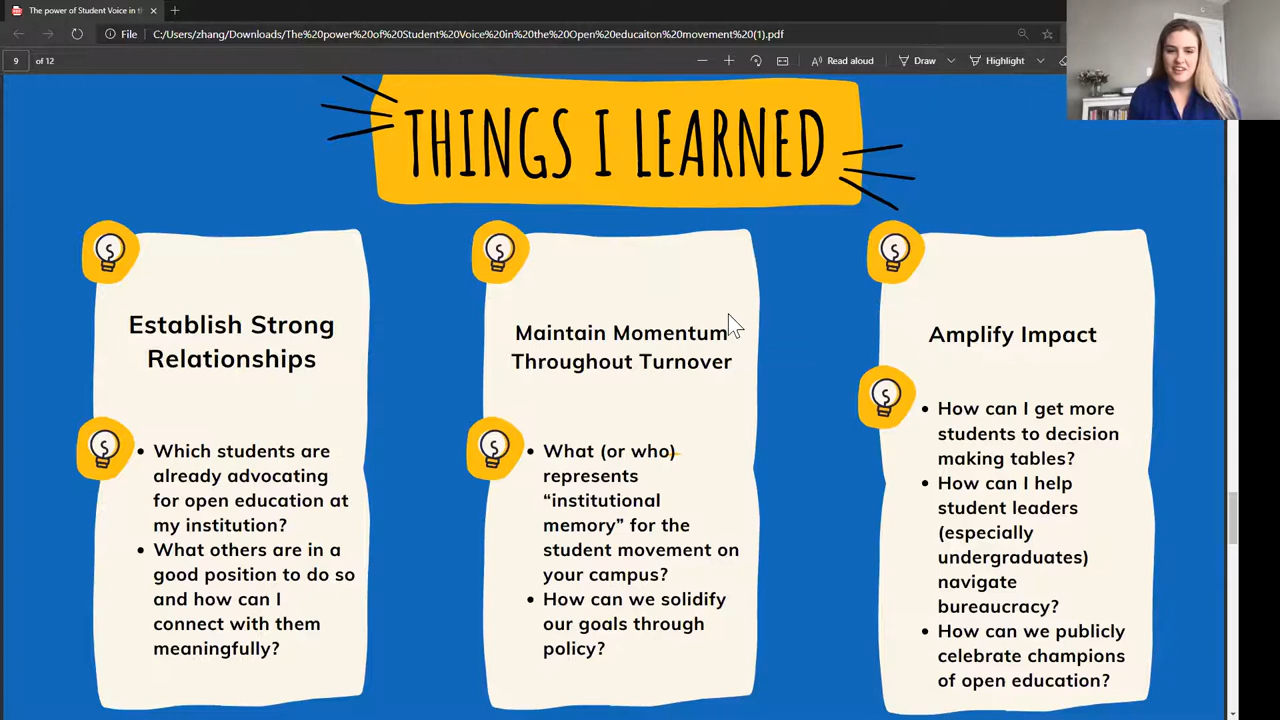 The power of Student Voice in th
File
C:/Users/zhang/Downloads/The%20power%20of%20Student%20Voice%20in%20the%20Open%20educaiton%20movement%20(1).pdf
9 of 12
Read aloud
Draw
Highlight
THINGS I LEARNED
Establish Strong
Relationships
• Which students are
already advocating
for open education at
my institution?
• What others are in a
good position to do so
and how can I
connect with them
meaningfully?
Maintain Momentum
Throughout Turnover
• What (or who)
represents
“institutional
memory” for the
student movement on
your campus?
• How can we solidify
our goals through
policy?
Amplify Impact
• How can I get more
students to decision
making tables?
• How can I help
student leaders
(especially
undergraduates)
navigate
bureaucracy?
• How can we publicly
celebrate champions
of open education?